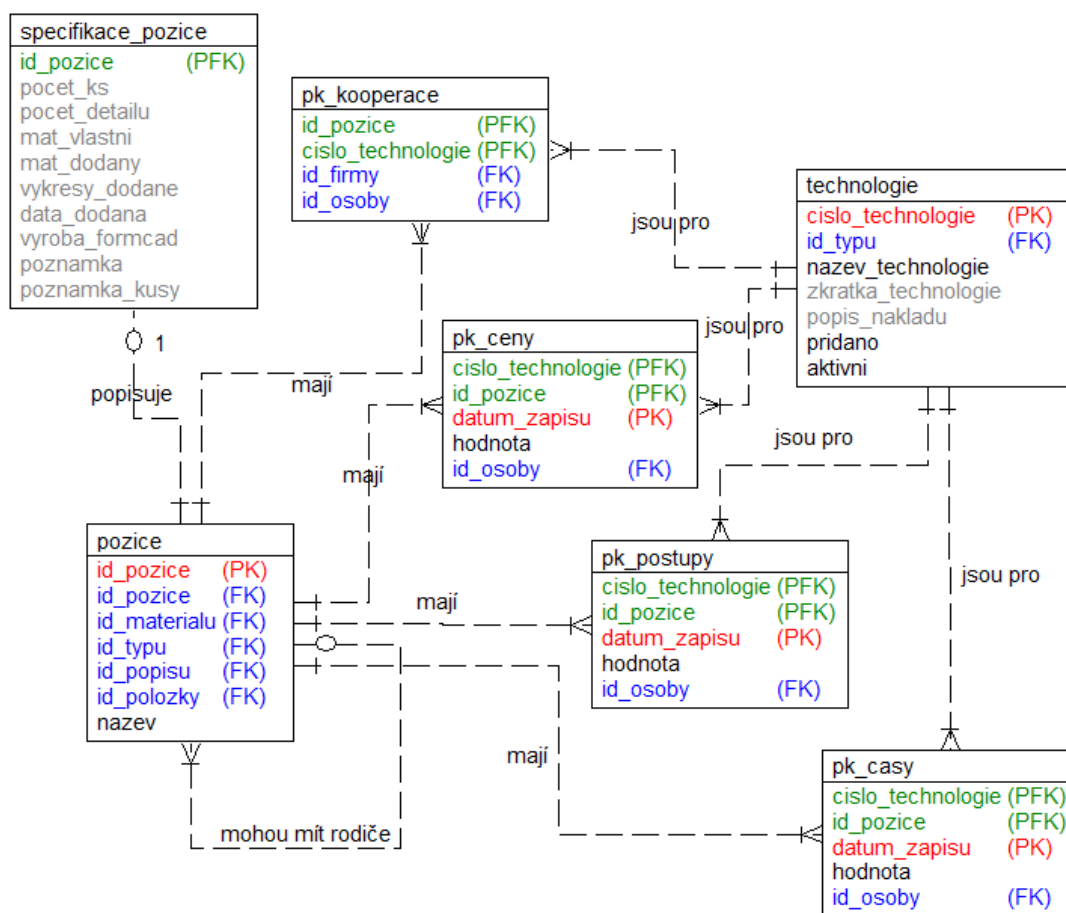 specifikace_pozice
id_pozice (PFK)
pocet_ks
pocet_detailu
mat_vlastni
mat_dodany
vykresy_dodane
data_dodana
vyroba_formcad
poznamka
poznamka_kusy
1
popisuje
pk_kooperace
id_pozice (PFK)
cislo_technologie (PFK)
id_firmy (FK)
id_osoby (FK)
jsou pro
technologie
cislo_technologie (PK)
id_typu (FK)
nazev_technologie
zkratka_technologie
popis_nakladu
pridano
aktivni
jsou pro
mají
pk_ceny
cislo_technologie (PFK)
id_pozice (PFK)
datum_zapisu (PK)
hodnota
id_osoby (FK)
mají
jsou pro
pozice
id_pozice (PK)
id_pozice (FK)
id_materialu (FK)
id_typu (FK)
id_popisu (FK)
id_polozky (FK)
nazev
mají
pk_postupy
cislo_technologie (PFK)
id_pozice (PFK)
datum_zapisu (PK)
hodnota
id_osoby (FK)
jsou pro
mají
mohou mít rodiče
pk_casy
cislo_technologie (PFK)
id_pozice (PFK)
datum_zapisu (PK)
hodnota
id_osoby (FK)